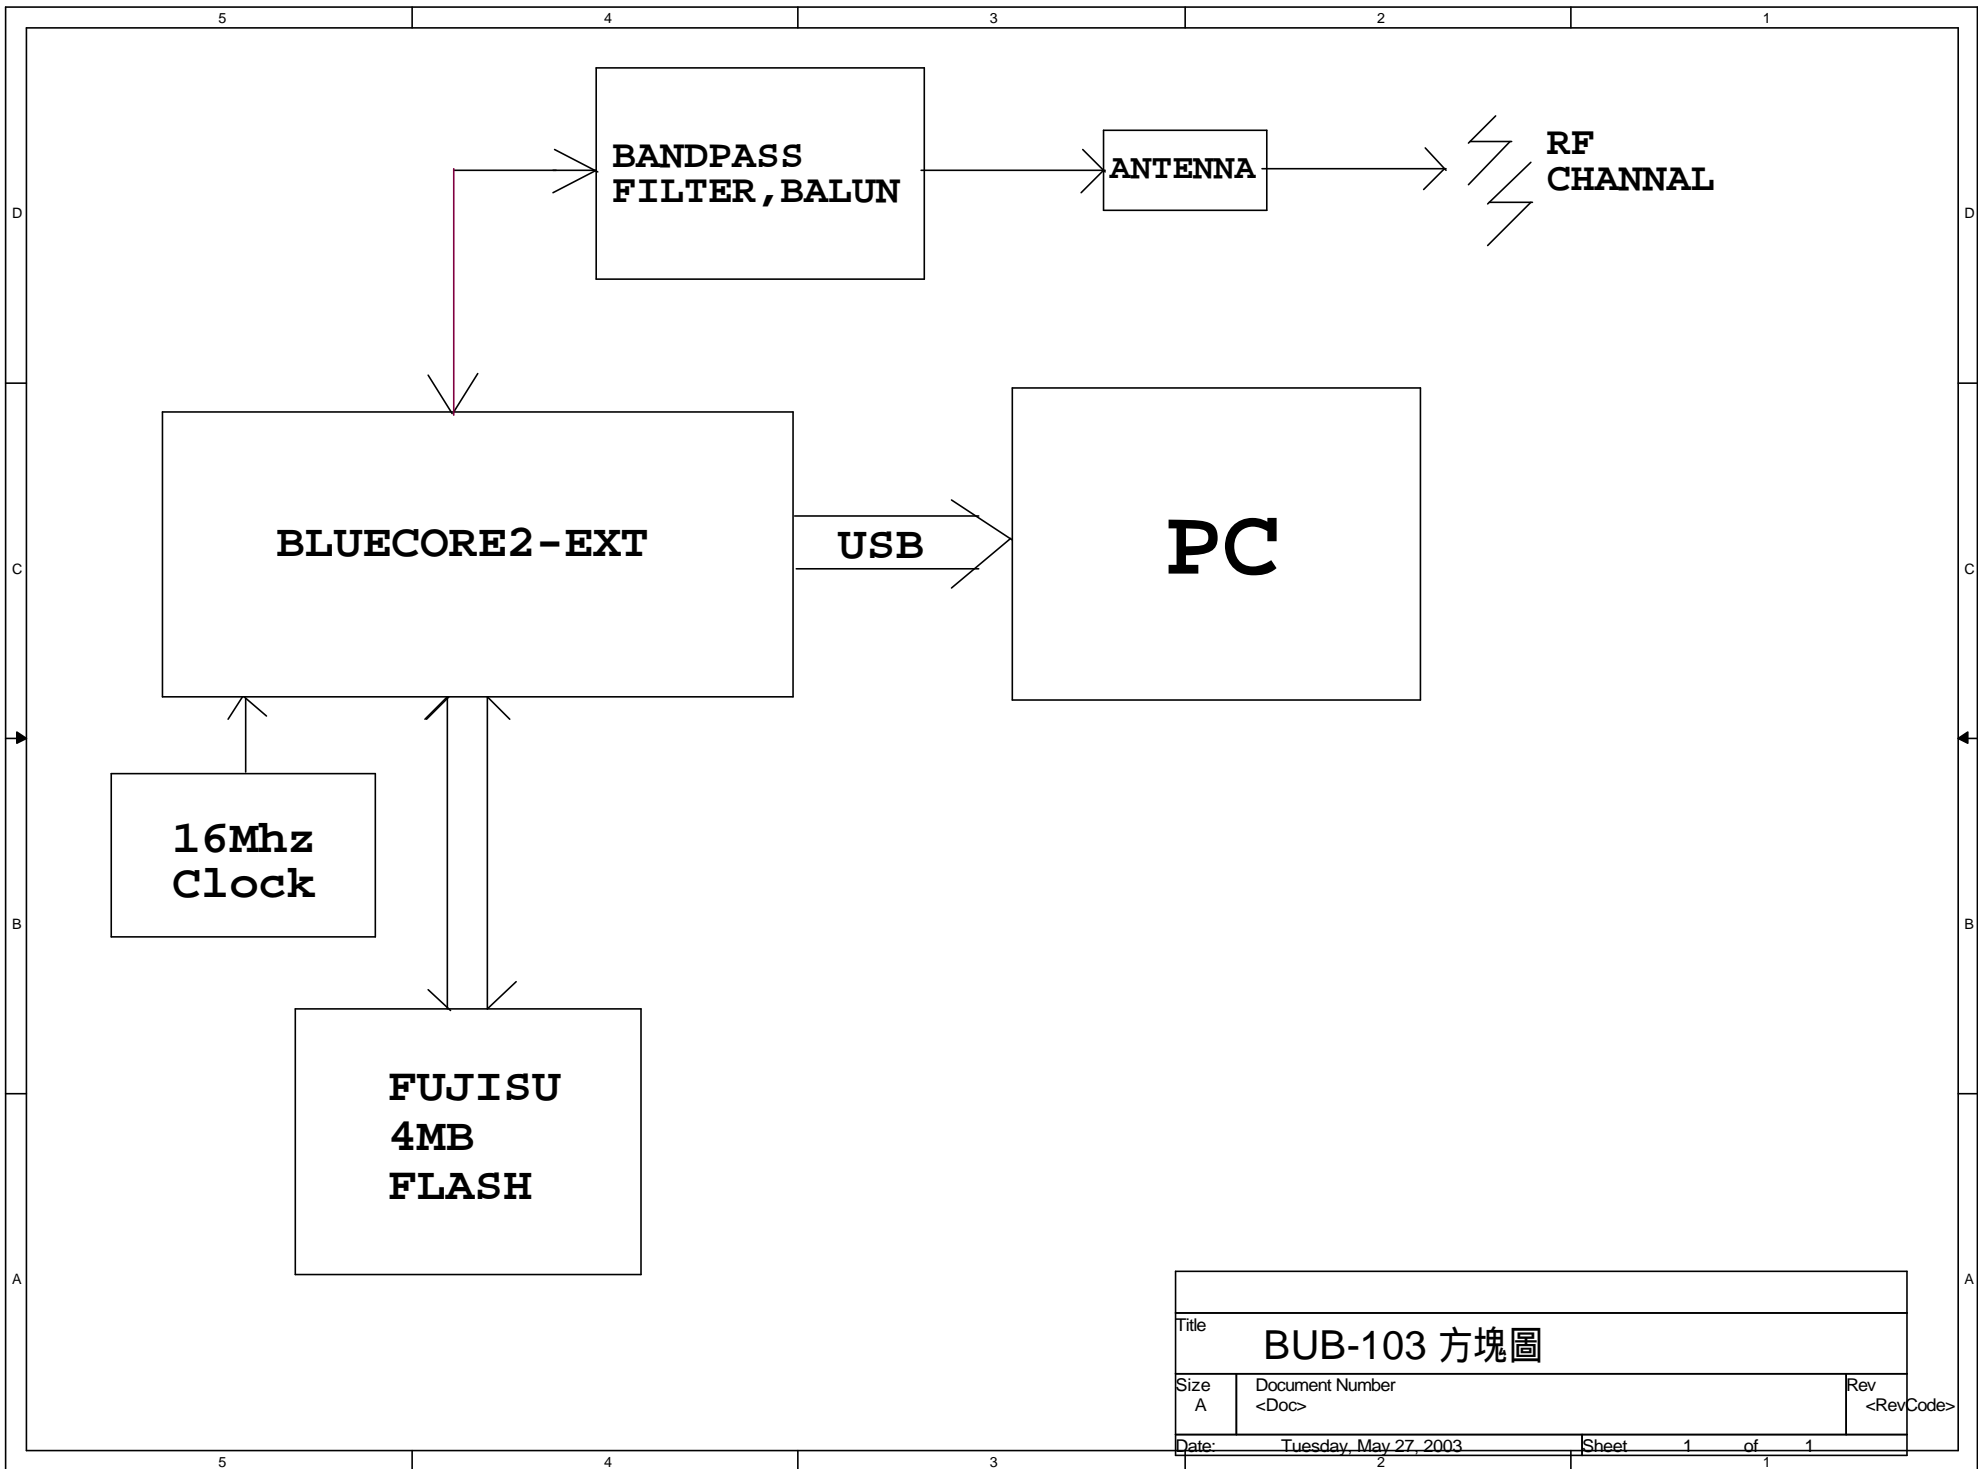 5 4 3 2 1
BANDPASS
FILTER,BALUN
ANTENNA
RF
CHANNAL
D D
BLUECORE2-EXT
USB
PC
C C
16Mhz
Clock
B B
FUJISU
4MB
FLASH
A A
Title
BUB-103 方塊圖
Size Document Number Rev
A <Doc> <RevCode>
Date: Tuesday, May 27, 2003 Sheet 1 of 1
5 4 3 2 1